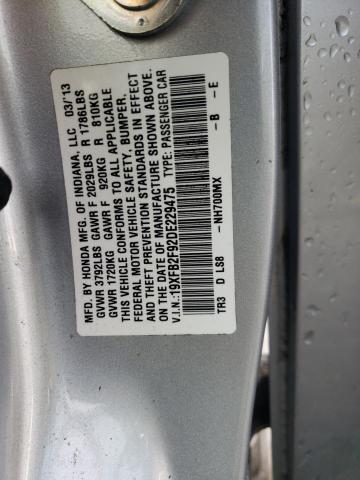 MFD. BY HONDA MFG. OF INDIANA, LLC 03/'13
GVWR 3792LBS GAWR F 2029LBS R 1786LBS
GVWR 1720KG GAWR F 920KG R 810KG
THIS VEHICLE CONFORMS TO ALL APPLICABLE
FEDERAL MOTOR VEHICLE SAFETY, BUMPER,
AND THEFT PREVENTION STANDARDS IN EFFECT
ON THE DATE OF MANUFACTURE SHOWN ABOVE.
V.I.N.:19XFB2F92DE229475 TYPE: PASSENGER CAR
TR3 D LS8 - NH700MX - B - E